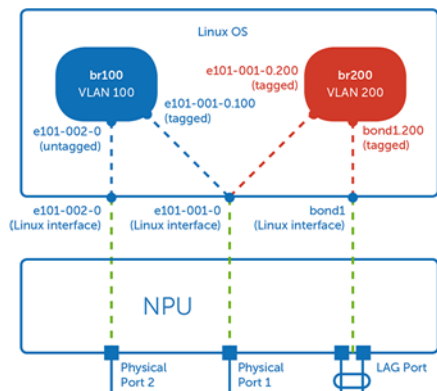 Linux OS
br100
VLAN 100
e101-001-0.200
(tagged)
br200
VLAN 200
e101-001-0.100
(tagged)
e101-002-0
(untagged)
bond1.200
(tagged)
e101-002-0
(Linux interface)
e101-001-0
(Linux interface)
bond1
(Linux interface)
NPU
Physical
Port 2
Physical
Port 1
LAG Port